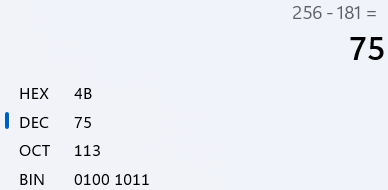 256 - 181 =
75
HEX 4B
DEC 75
OCT 113
BIN 0100 1011